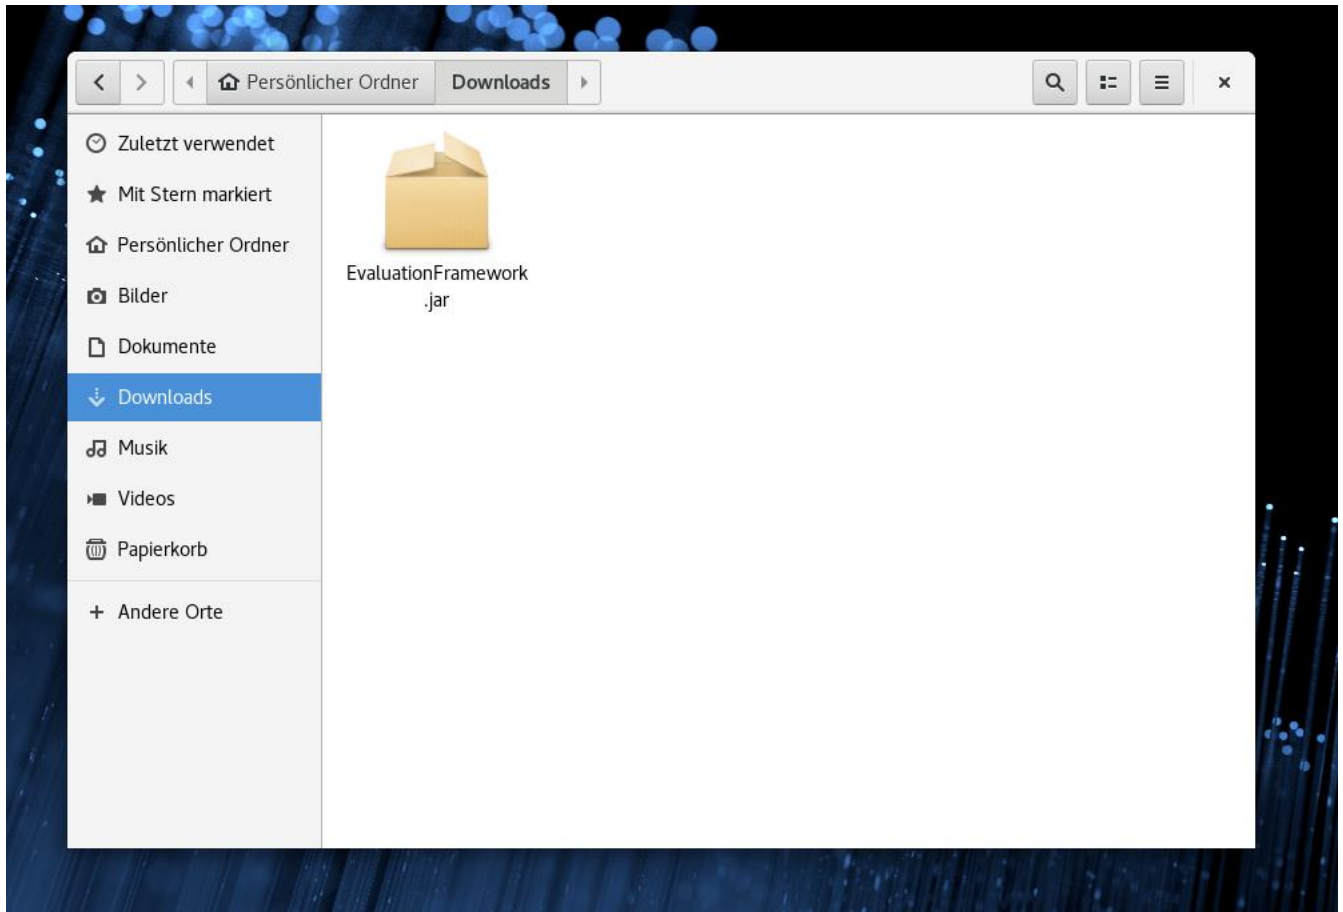 Persönlicher Ordner Downloads
Zuletzt verwendet
Mit Stern markiert
Persönlicher Ordner
Bilder
Dokumente
Downloads
Musik
Videos
Papierkorb
Andere Orte
EvaluationFramework
.jar